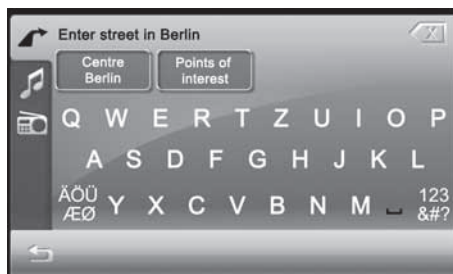 Enter street in Berlin
Centre Berlin
Points of interest
Q W E R T Z U I O P
A S D F G H J K L
ÄÖÜ ÆØ Y X C V B N M 123 &#?